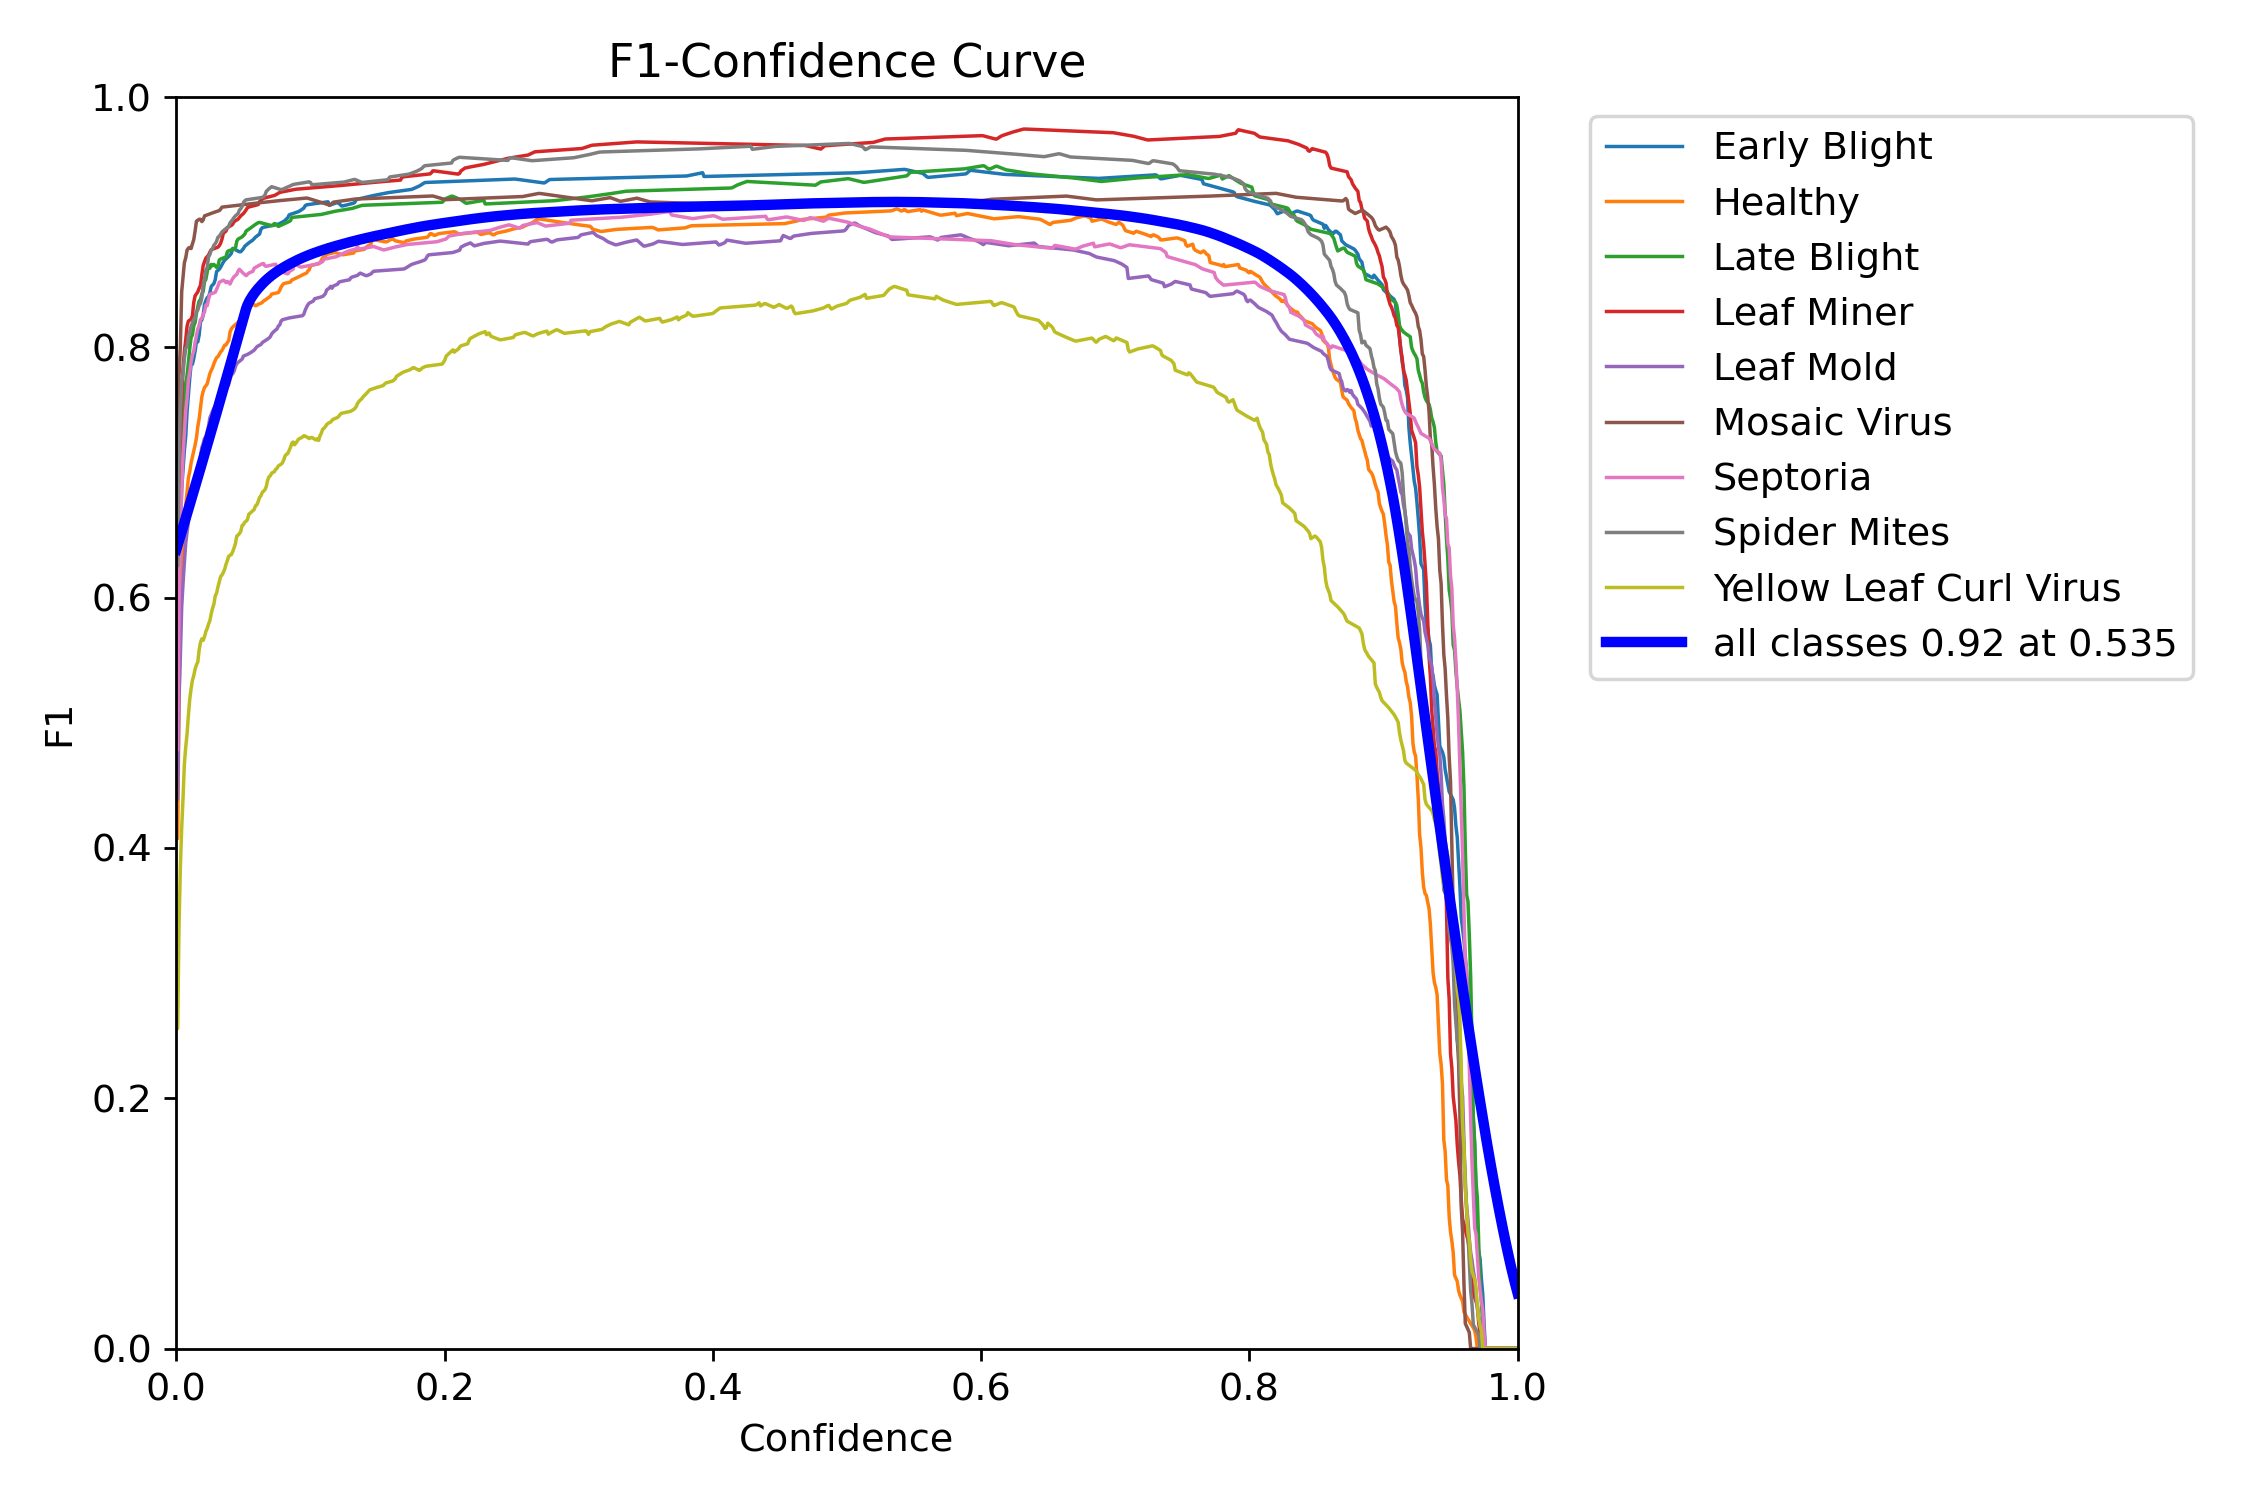 F1-Confidence Curve
1.0
0.8
0.6
0.4
0.2
0.0
F1
0.0 0.2 0.4 0.6 0.8 1.0
Confidence
Early Blight
Healthy
Late Blight
Leaf Miner
Leaf Mold
Mosaic Virus
Septoria
Spider Mites
Yellow Leaf Curl Virus
all classes 0.92 at 0.535